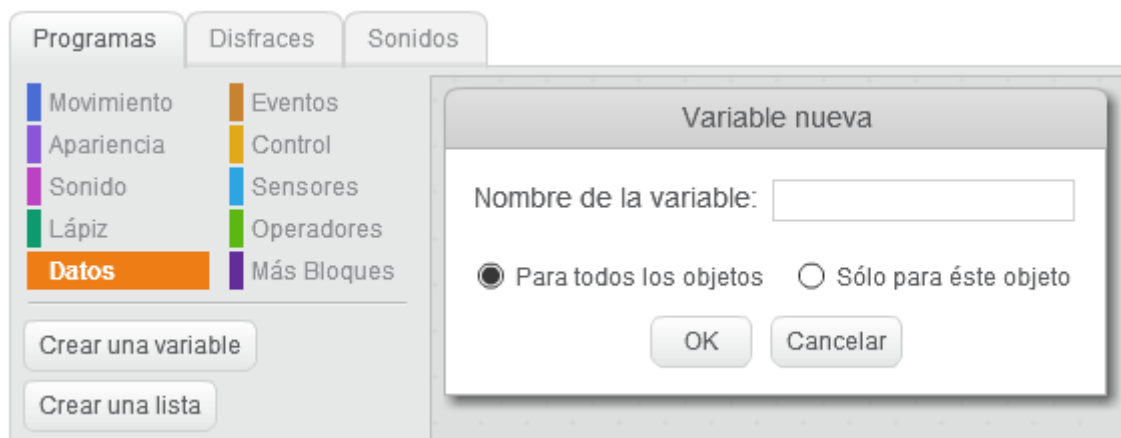 Programas Disfraces Sonidos
Movimiento Eventos
Apariencia Control
Sonido Sensores
Lápiz Operadores
Datos Más Bloques
Crear una variable
Crear una lista
Variable nueva
Nombre de la variable:
Para todos los objetos Sólo para éste objeto
OK Cancelar